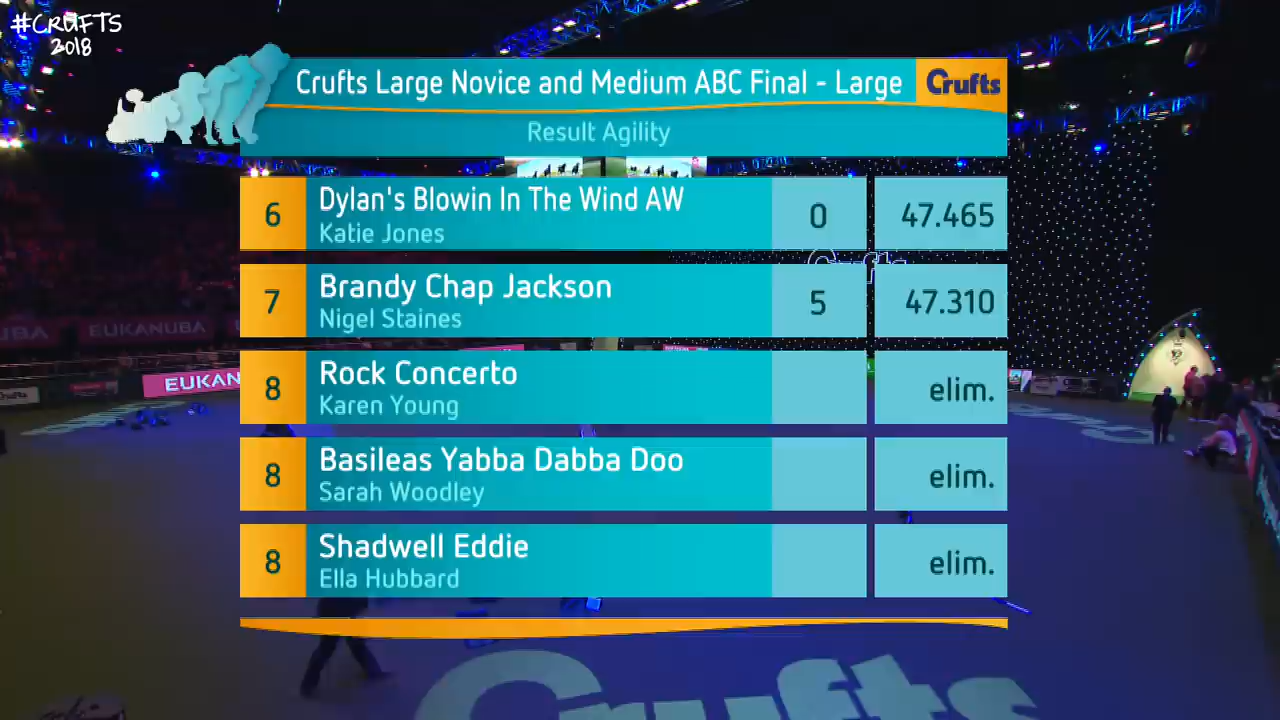 #CRUFTS
2018
Crufts Large Novice and Medium ABC Final - Large
Crufts
Result Agility
6
Dylan's Blowin In The Wind AW
Katie Jones
0
47.465
7
Brandy Chap Jackson
Nigel Staines
5
47.310
8
Rock Concerto
Karen Young
elim.
8
Basileas Yabba Dabba Doo
Sarah Woodley
elim.
8
Shadwell Eddie
Ella Hubbard
elim.
EUKANUBA
EUKAN
Crufts